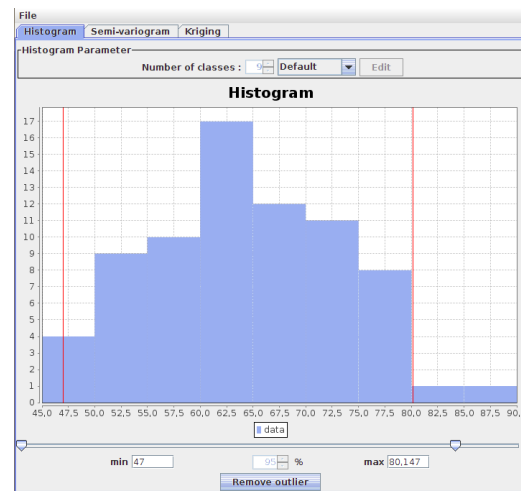 File
Histogram Semi-variogram Kriging
Histogram Parameter
Number of classes : 9 Default Edit
Histogram
17
16
15
14
13
12
11
10
9
8
7
6
5
4
3
2
1
0
45,0 47,5 50,0 52,5 55,0 57,5 60,0 62,5 65,0 67,5 70,0 72,5 75,0 77,5 80,0 82,5 85,0 87,5 90,
data
min 47 95 % max 80,147
Remove outlier